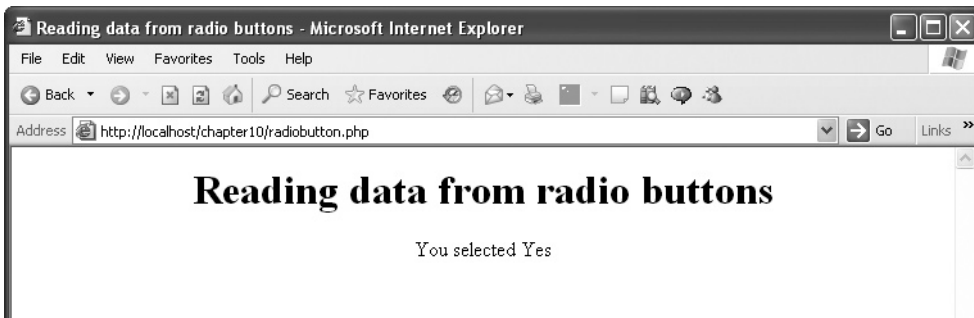 Reading data from radio buttons - Microsoft Internet Explorer
File Edit View Favorites Tools Help
Back Search Favorites
Address http://localhost/chapter10/radiobutton.php Go Links »
Reading data from radio buttons
You selected Yes